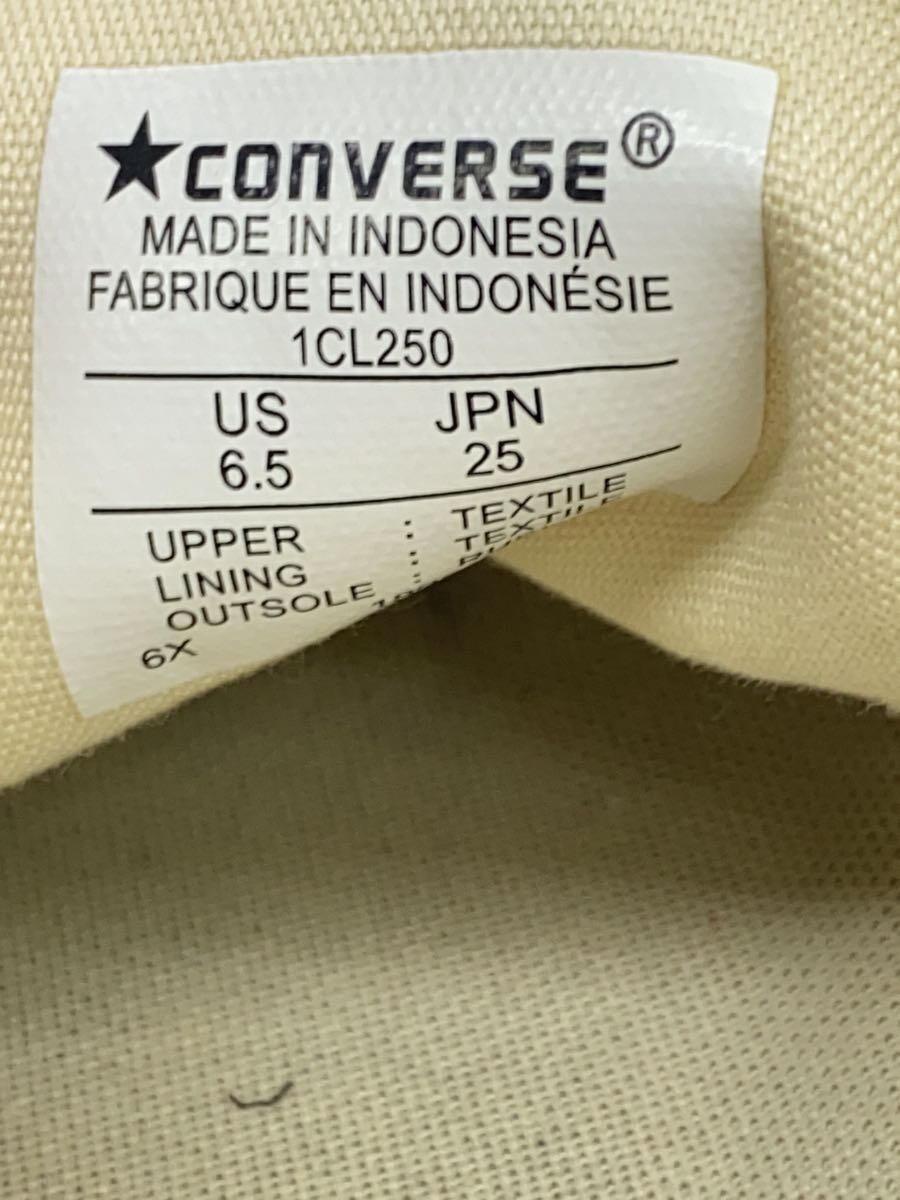 ★CONVERSE®
MADE IN INDONESIA
FABRIQUE EN INDONÉSIE
1CL250
US JPN
6.5 25
UPPER : TEXTILE
LINING : TEXTILE
OUTSOLE :
6X